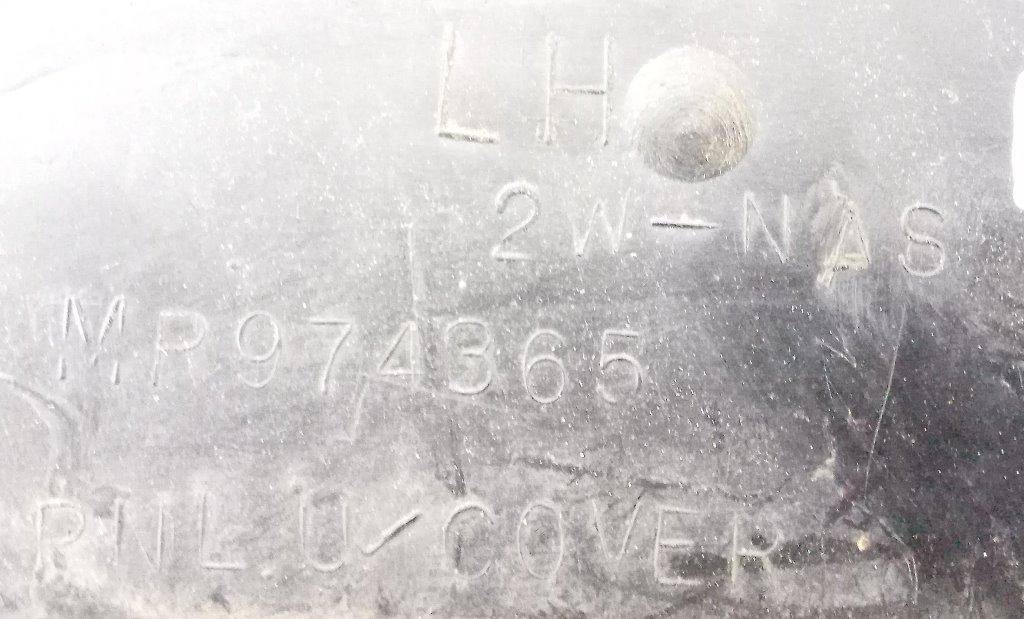 LH
2W-NAS
MR974365
PNL.U/COVER